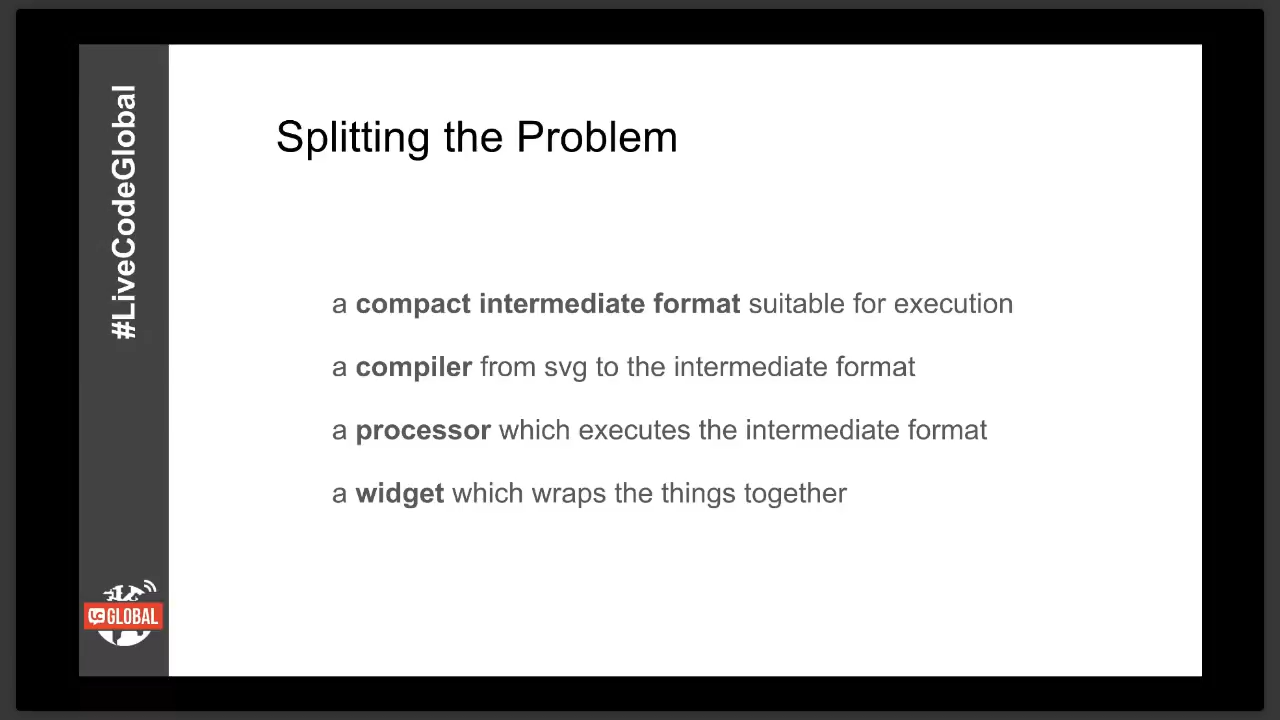 #LiveCodeGlobal
Splitting the Problem
a compact intermediate format suitable for execution
a compiler from svg to the intermediate format
a processor which executes the intermediate format
a widget which wraps the things together
LC GLOBAL